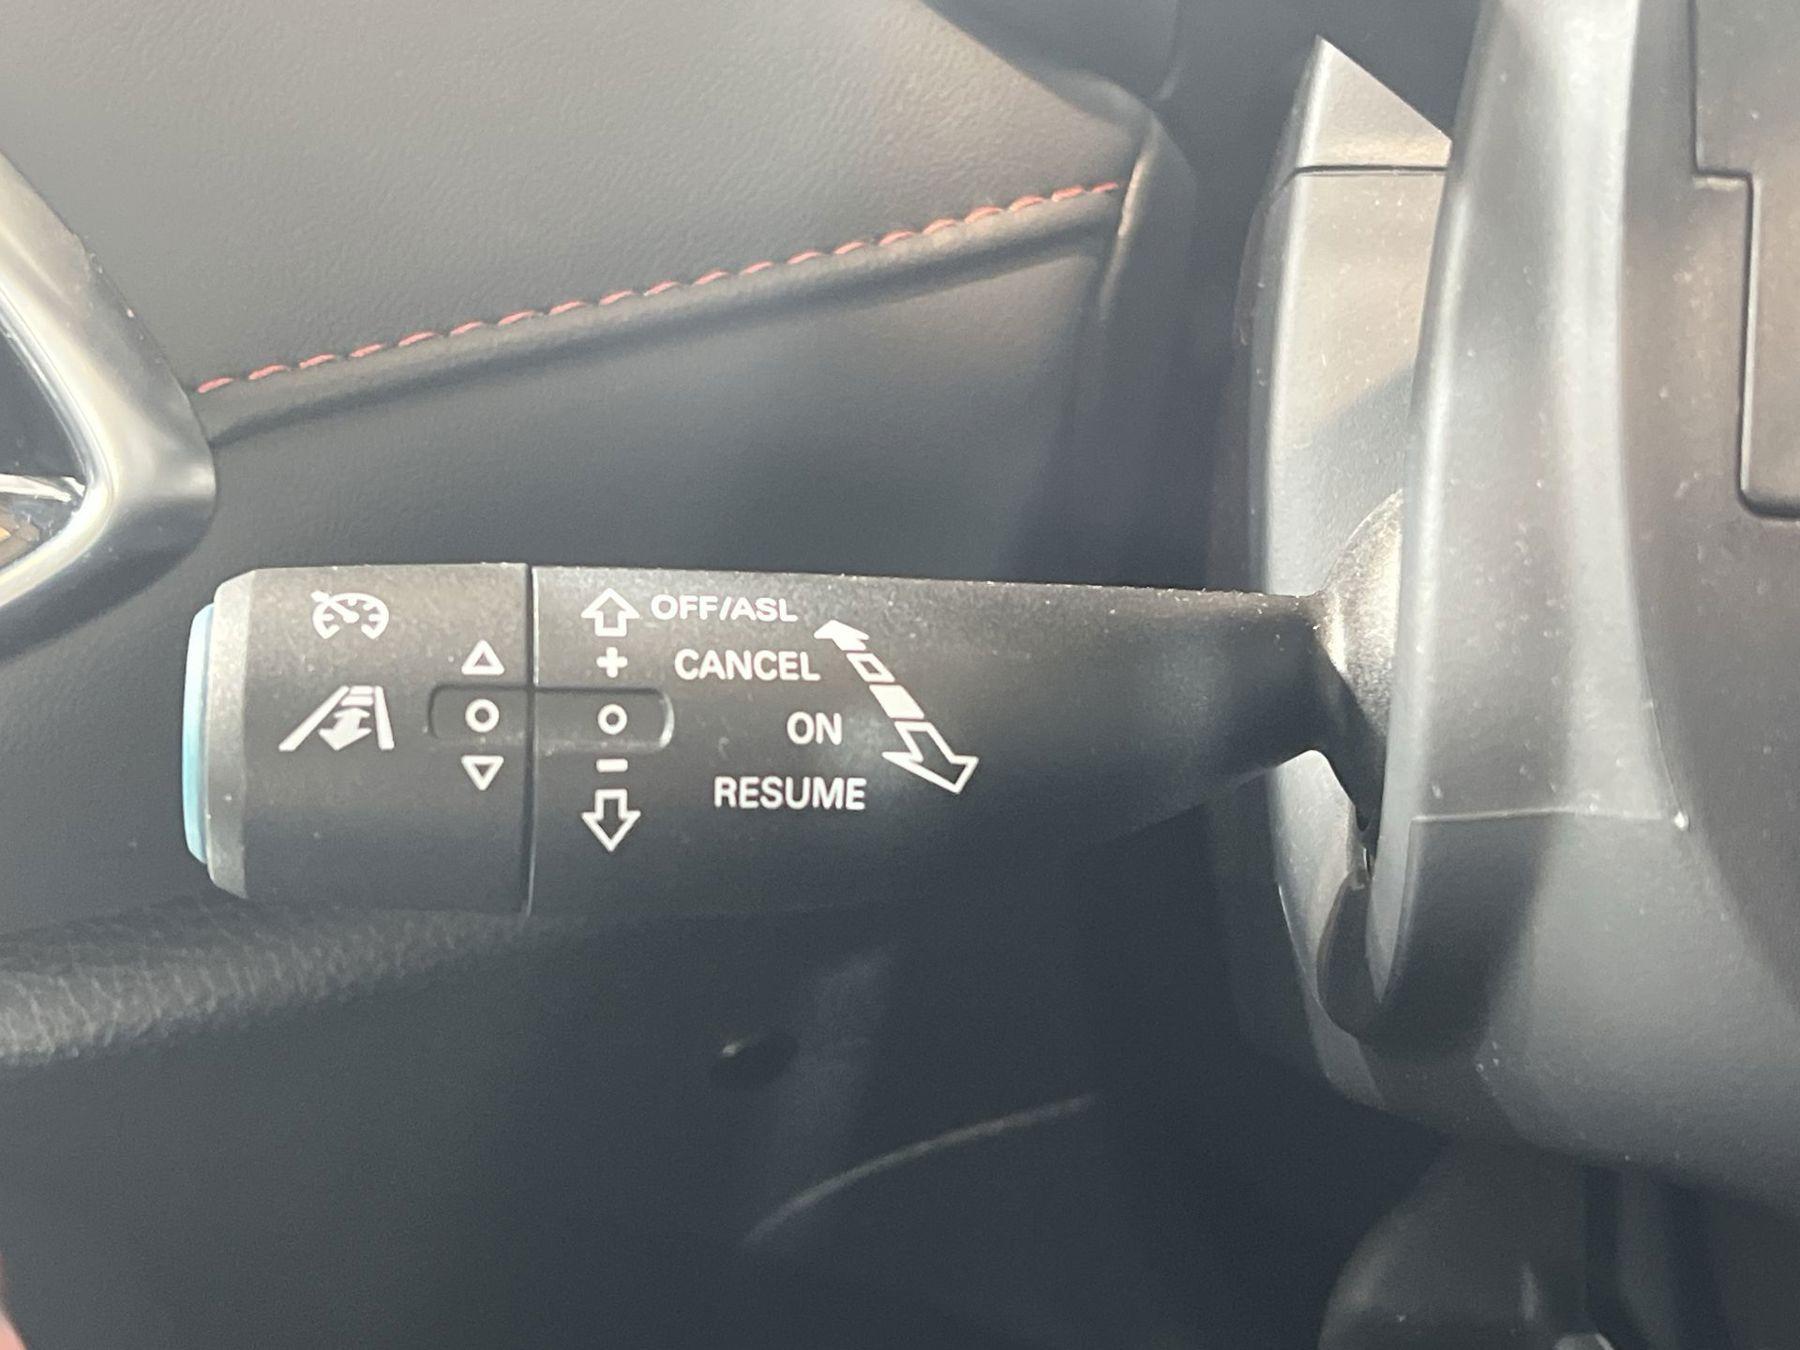 OFF/ASL
+ CANCEL
ON
- RESUME